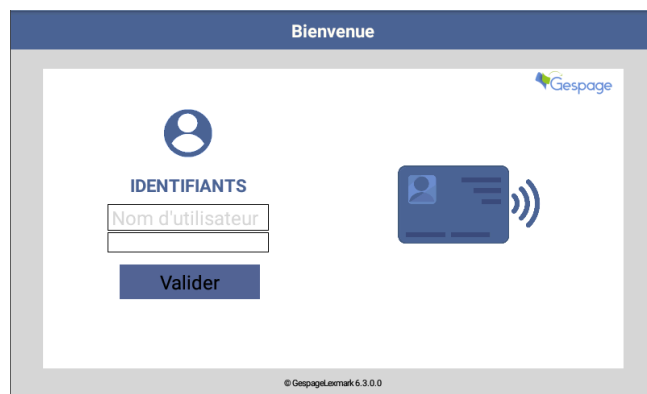 Bienvenue
Gespage
IDENTIFIANTS
Nom d'utilisateur
Valider
© GespageLexmark 6.3.0.0